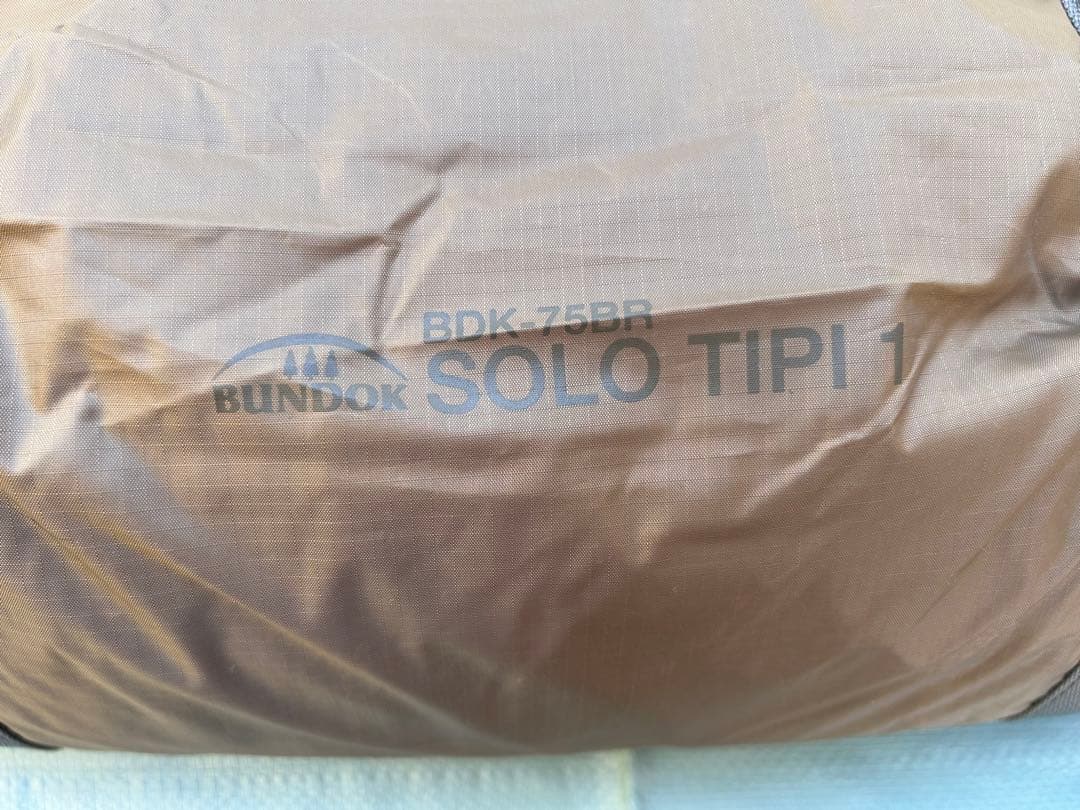 BUNDOK
BDK-75BR
SOLO TIPI 1